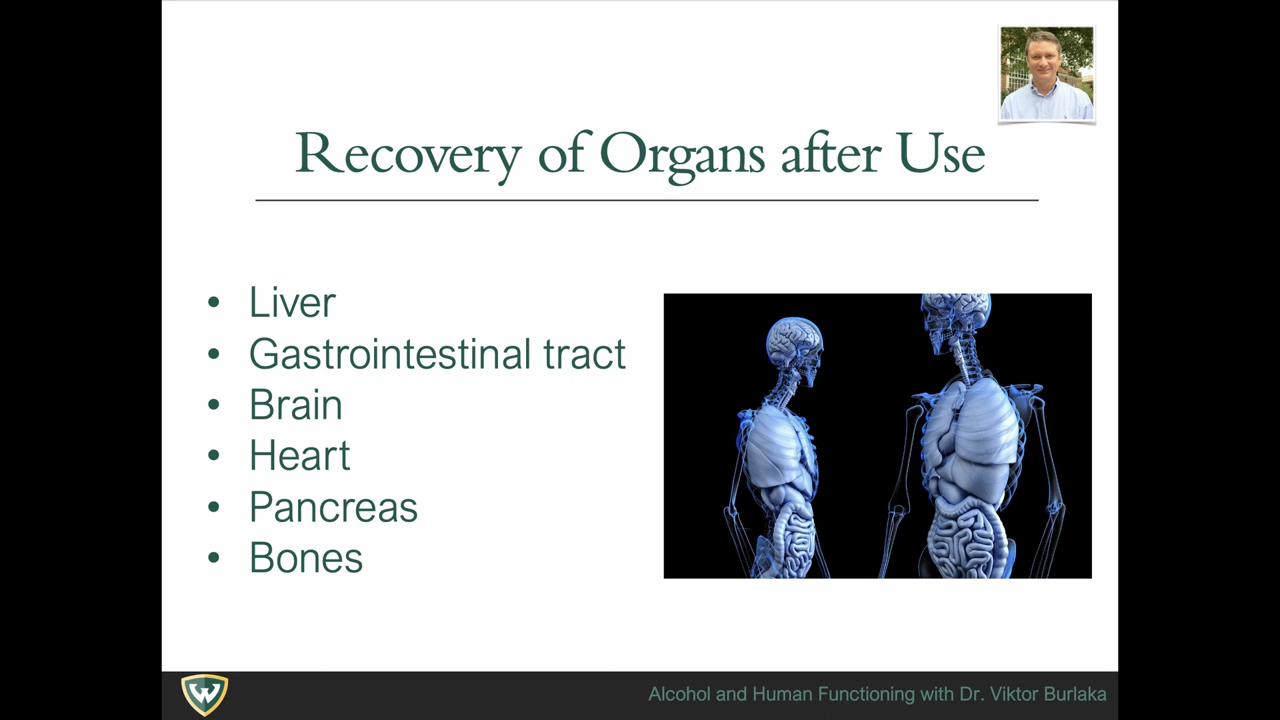 Recovery of Organs after Use
• Liver
• Gastrointestinal tract
• Brain
• Heart
• Pancreas
• Bones
W
Alcohol and Human Functioning with Dr. Viktor Burlaka